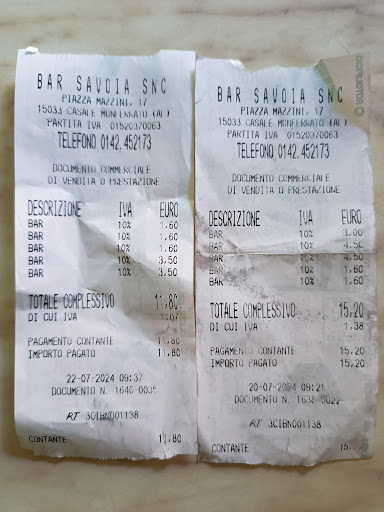 BAR SAVOIA SNC
PIAZZA MAZZINI, 17
15033 CASALE MONFERRATO (AL)
PARTITA IVA 01520370063
TELEFONO 0142.452173
DOCUMENTO COMMERCIALE
DI VENDITA O PRESTAZIONE
DESCRIZIONE IVA EURO
BAR 10% 1,60
BAR 10% 1,60
BAR 10% 1,60
BAR 10% 3,50
BAR 10% 3,50
TOTALE COMPLESSIVO 11,80
DI CUI IVA 1,07
PAGAMENTO CONTANTE 11,80
IMPORTO PAGATO 11,80
22-07-2024 09:37
DOCUMENTO N. 1640-0005
RT 3CIBN001138
CONTANTE 11,80
BAR SAVOIA SNC
PIAZZA MAZZINI, 17
15033 CASALE MONFERRATO (AL)
PARTITA IVA 01520370063
TELEFONO 0142.452173
DOCUMENTO COMMERCIALE
DI VENDITA O PRESTAZIONE
DESCRIZIONE IVA EURO
BAR 10% 3,00
BAR 10% 4,50
BAR 10% 4,50
BAR 10% 1,60
BAR 10% 1,60
TOTALE COMPLESSIVO 15,20
DI CUI IVA 1,38
PAGAMENTO CONTANTE 15,20
IMPORTO PAGATO 15,20
20-07-2024 09:21
DOCUMENTO N. 1638-0022
RT 3CIBN001138
CONTANTE